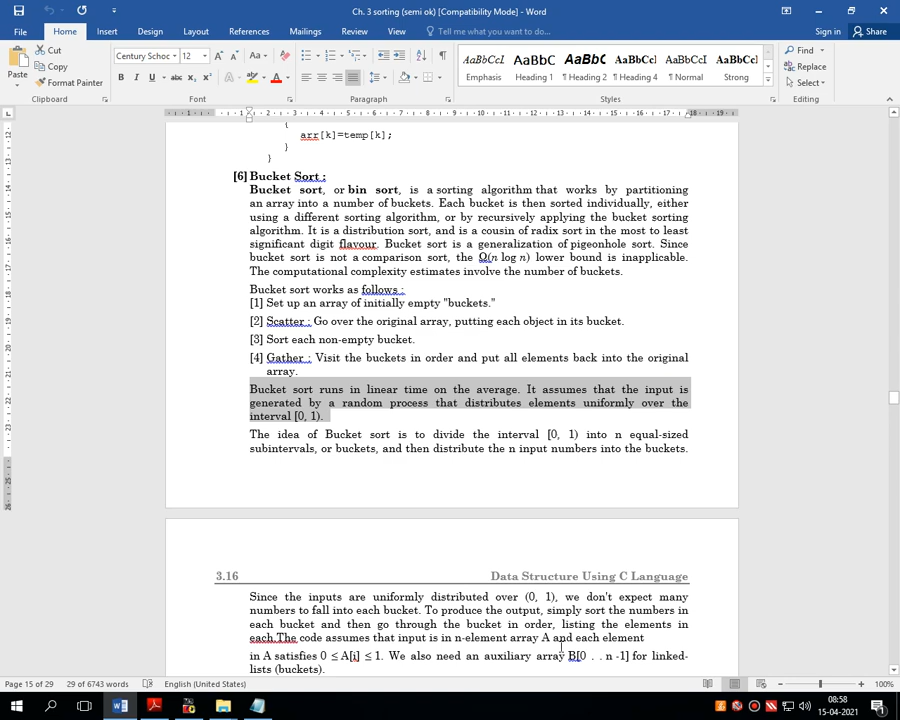 Ch. 3 sorting (semi ok) [Compatibility Mode] - Word
File Home Insert Design Layout References Mailings Review View Tell me what you want to do... Sign in Share
Paste Cut Copy Format Painter
Century Schoo 12
AaBbCcI AaBbC AaBbC AaBbCcl AaBbCcI AaBbCcl
Emphasis Heading 1 ¶ Heading 2 ¶ Heading 4 ¶ Normal Strong
Find Replace Select
Clipboard Font Paragraph Styles Editing
{
arr[k]=temp[k];
}
}
[6] Bucket Sort :
Bucket sort, or bin sort, is a sorting algorithm that works by partitioning
an array into a number of buckets. Each bucket is then sorted individually, either
using a different sorting algorithm, or by recursively applying the bucket sorting
algorithm. It is a distribution sort, and is a cousin of radix sort in the most to least
significant digit flavour. Bucket sort is a generalization of pigeonhole sort. Since
bucket sort is not a comparison sort, the Ω(n log n) lower bound is inapplicable.
The computational complexity estimates involve the number of buckets.
Bucket sort works as follows :
[1] Set up an array of initially empty "buckets."
[2] Scatter : Go over the original array, putting each object in its bucket.
[3] Sort each non-empty bucket.
[4] Gather : Visit the buckets in order and put all elements back into the original
array.
Bucket sort runs in linear time on the average. It assumes that the input is
generated by a random process that distributes elements uniformly over the
interval [0, 1).
The idea of Bucket sort is to divide the interval [0, 1) into n equal-sized
subintervals, or buckets, and then distribute the n input numbers into the buckets.
3.16 Data Structure Using C Language
Since the inputs are uniformly distributed over (0, 1), we don't expect many
numbers to fall into each bucket. To produce the output, simply sort the numbers in
each bucket and then go through the bucket in order, listing the elements in
each.The code assumes that input is in n-element array A and each element
in A satisfies 0 ≤ A[i] ≤ 1. We also need an auxiliary array B[0 . . n -1] for linked-
lists (buckets).
Page 15 of 29 29 of 6743 words English (United States) 100%
08:58
15-04-2021